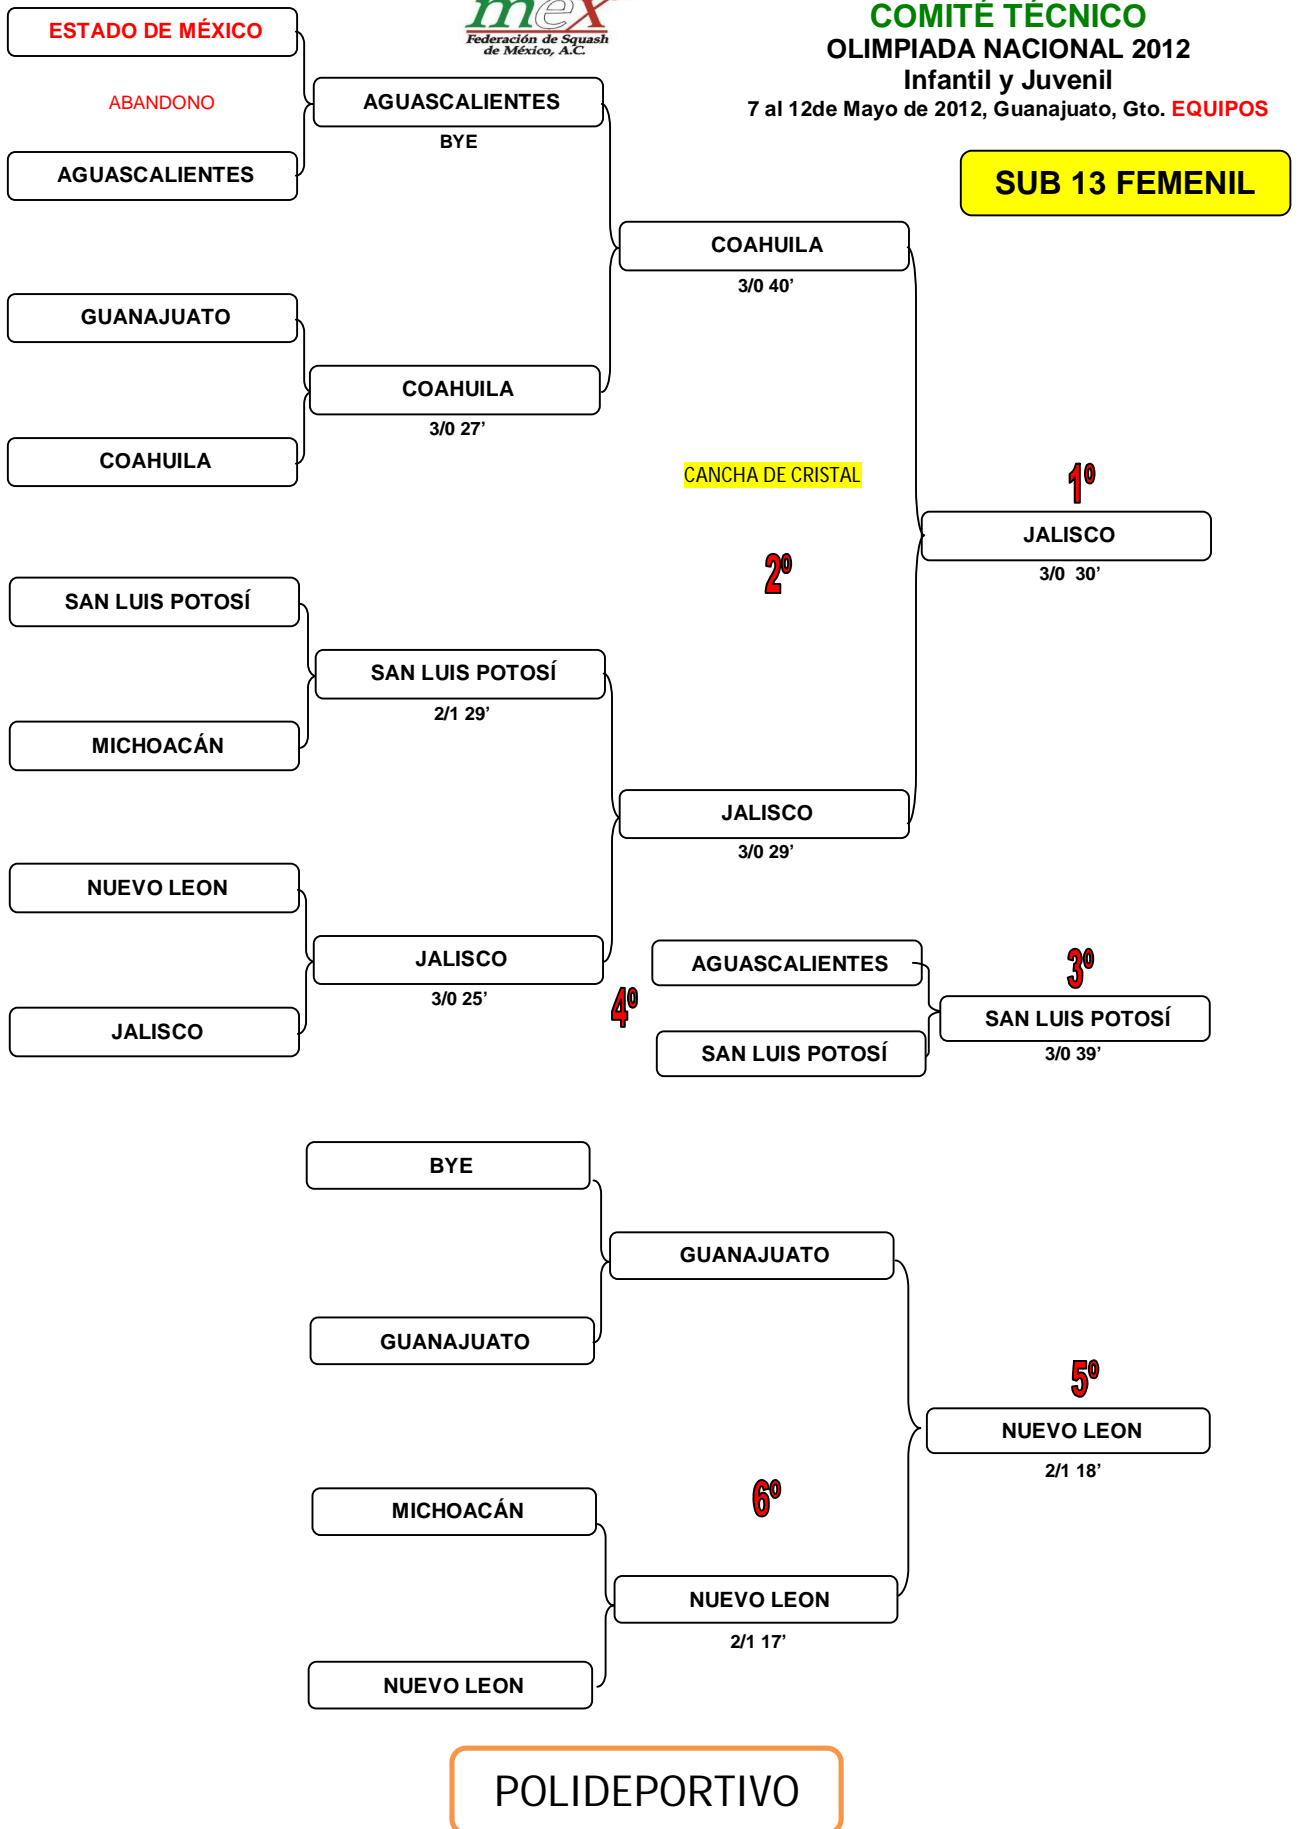 mex
Federación de Squash
de México, A.C.
COMITÉ TÉCNICO
OLIMPIADA NACIONAL 2012
Infantil y Juvenil
7 al 12de Mayo de 2012, Guanajuato, Gto. EQUIPOS
SUB 13 FEMENIL
ESTADO DE MÉXICO
ABANDONO
AGUASCALIENTES
AGUASCALIENTES
BYE
GUANAJUATO
COAHUILA
COAHUILA
3/0 27’
COAHUILA
3/0 40’
CANCHA DE CRISTAL
1º
JALISCO
3/0  30’
2º
SAN LUIS POTOSÍ
MICHOACÁN
SAN LUIS POTOSÍ
2/1 29’
JALISCO
3/0 29’
NUEVO LEON
JALISCO
JALISCO
3/0 25’
4º
AGUASCALIENTES
SAN LUIS POTOSÍ
3º
SAN LUIS POTOSÍ
3/0 39’
BYE
GUANAJUATO
GUANAJUATO
5º
NUEVO LEON
2/1 18’
MICHOACÁN
6º
NUEVO LEON
2/1 17’
NUEVO LEON
POLIDEPORTIVO